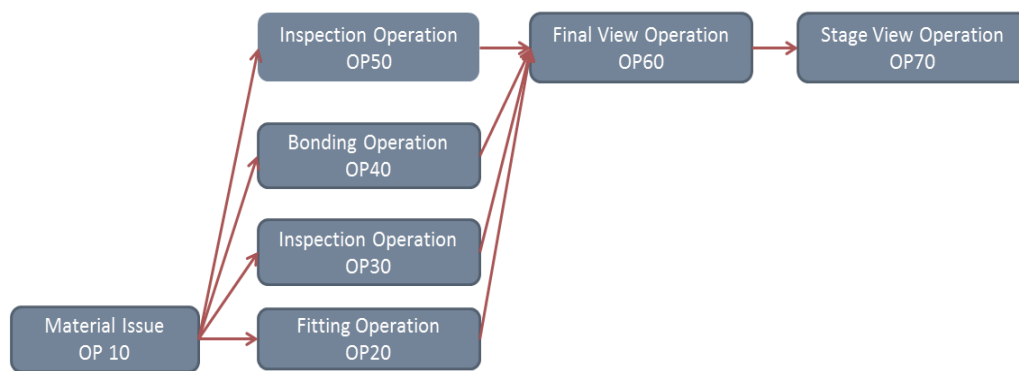 Inspection Operation
OP50
Final View Operation
OP60
Stage View Operation
OP70
Bonding Operation
OP40
Inspection Operation
OP30
Material Issue
OP 10
Fitting Operation
OP20